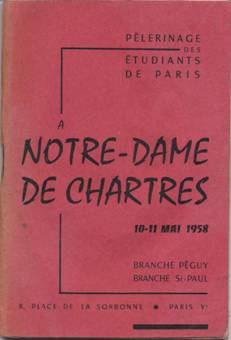 PÈLERINAGE
DES
ÉTUDIANTS
DE PARIS
A
NOTRE-DAME
DE CHARTRES
10-11 MAI 1958
BRANCHE PÉGUY
BRANCHE St-PAUL
8, PLACE DE LA SORBONNE * PARIS Ve